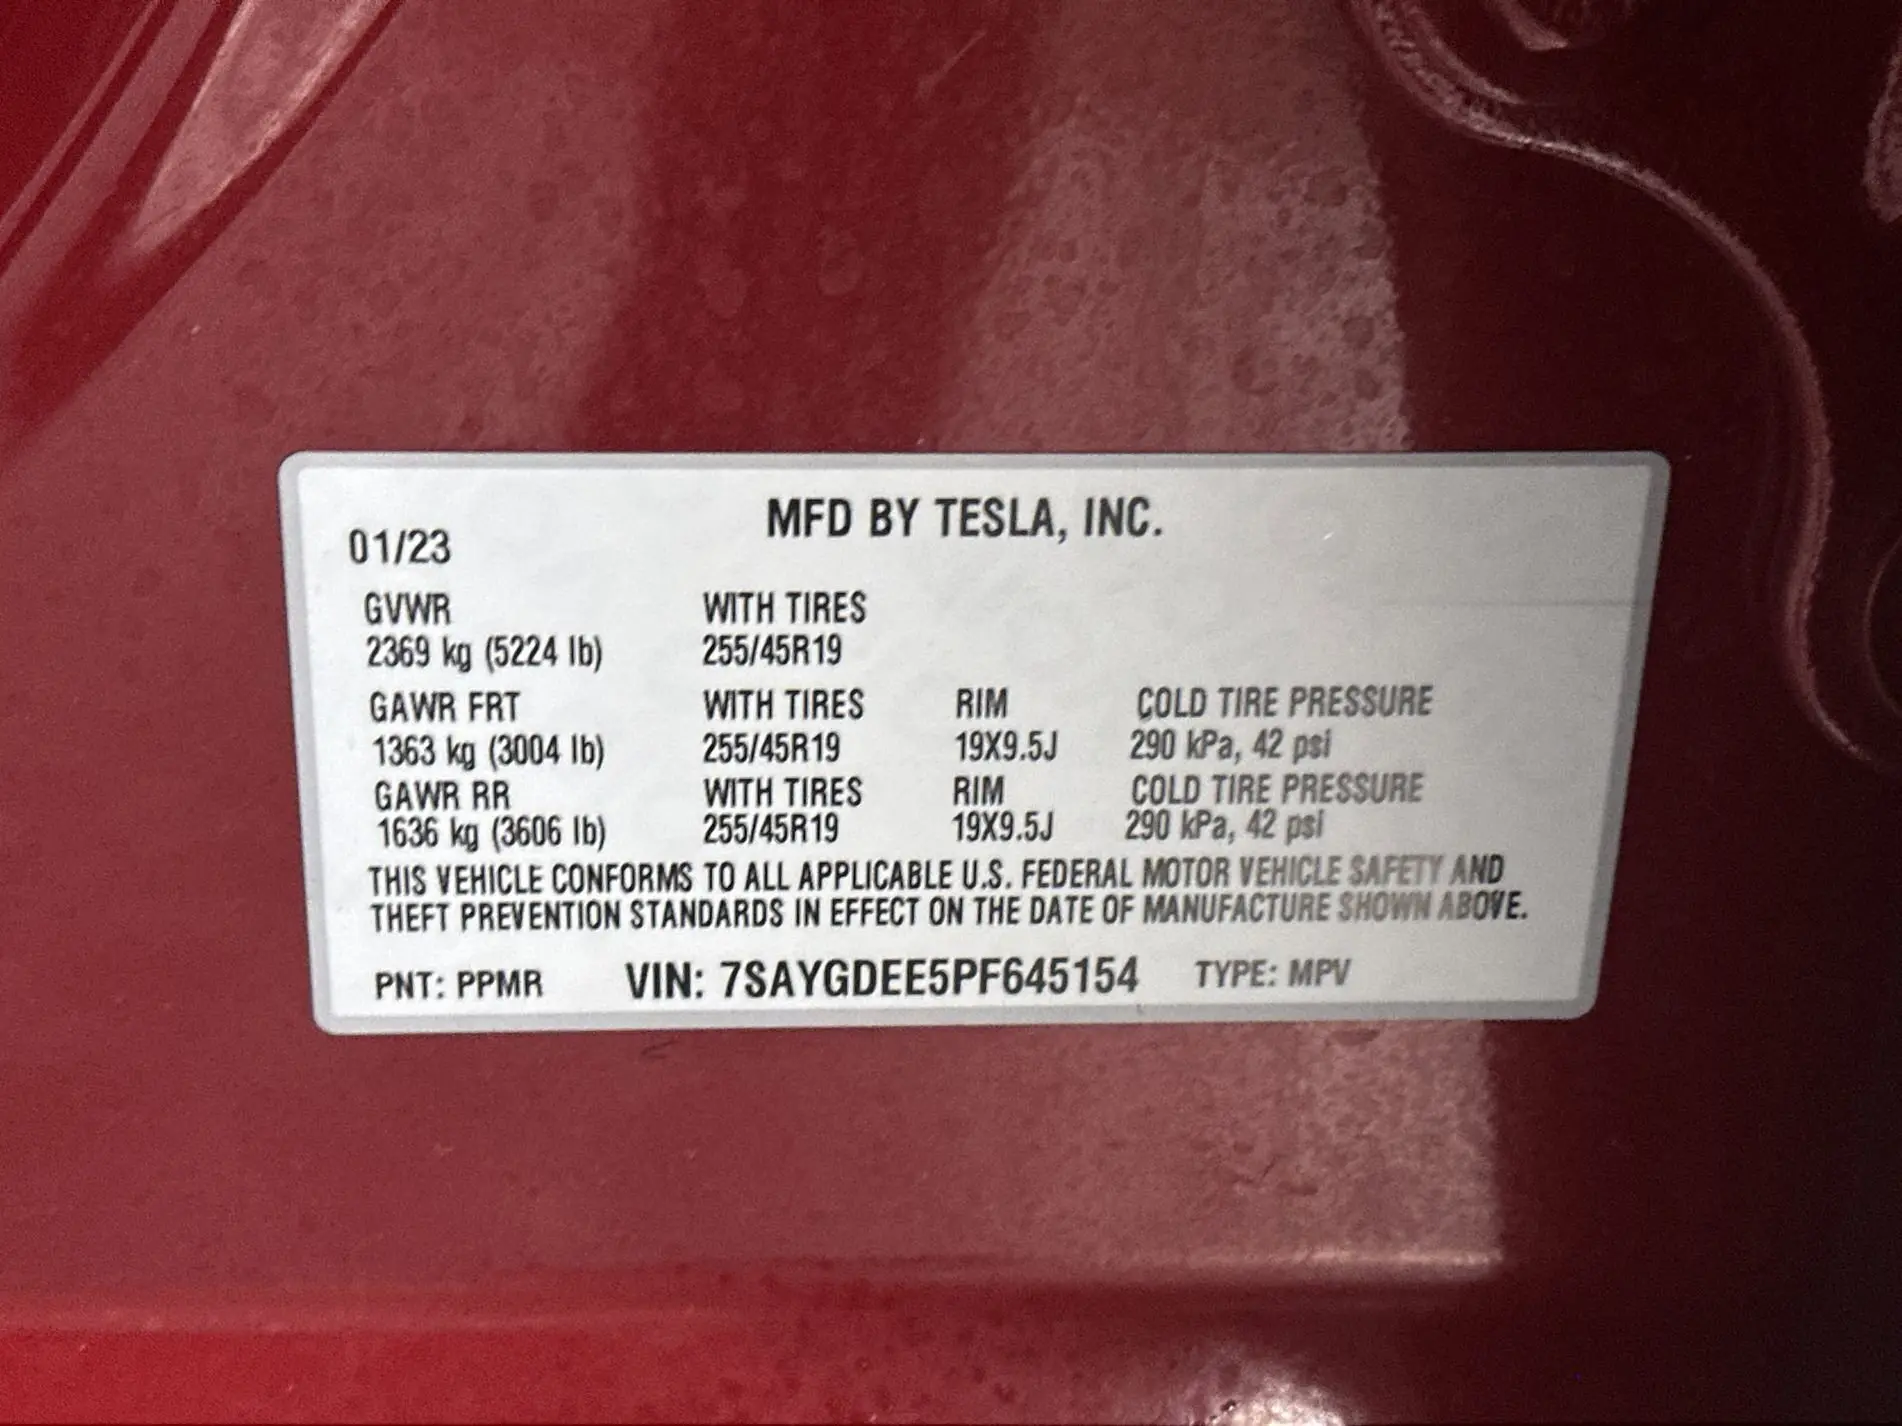 MFD BY TESLA, INC.
01/23
GVWR WITH TIRES
2369 kg (5224 lb) 255/45R19
GAWR FRT WITH TIRES RIM COLD TIRE PRESSURE
1363 kg (3004 lb) 255/45R19 19X9.5J 290 kPa, 42 psi
GAWR RR WITH TIRES RIM COLD TIRE PRESSURE
1636 kg (3606 lb) 255/45R19 19X9.5J 290 kPa, 42 psi
THIS VEHICLE CONFORMS TO ALL APPLICABLE U.S. FEDERAL MOTOR VEHICLE SAFETY AND
THEFT PREVENTION STANDARDS IN EFFECT ON THE DATE OF MANUFACTURE SHOWN ABOVE.
PNT: PPMR VIN: 7SAYGDEE5PF645154 TYPE: MPV